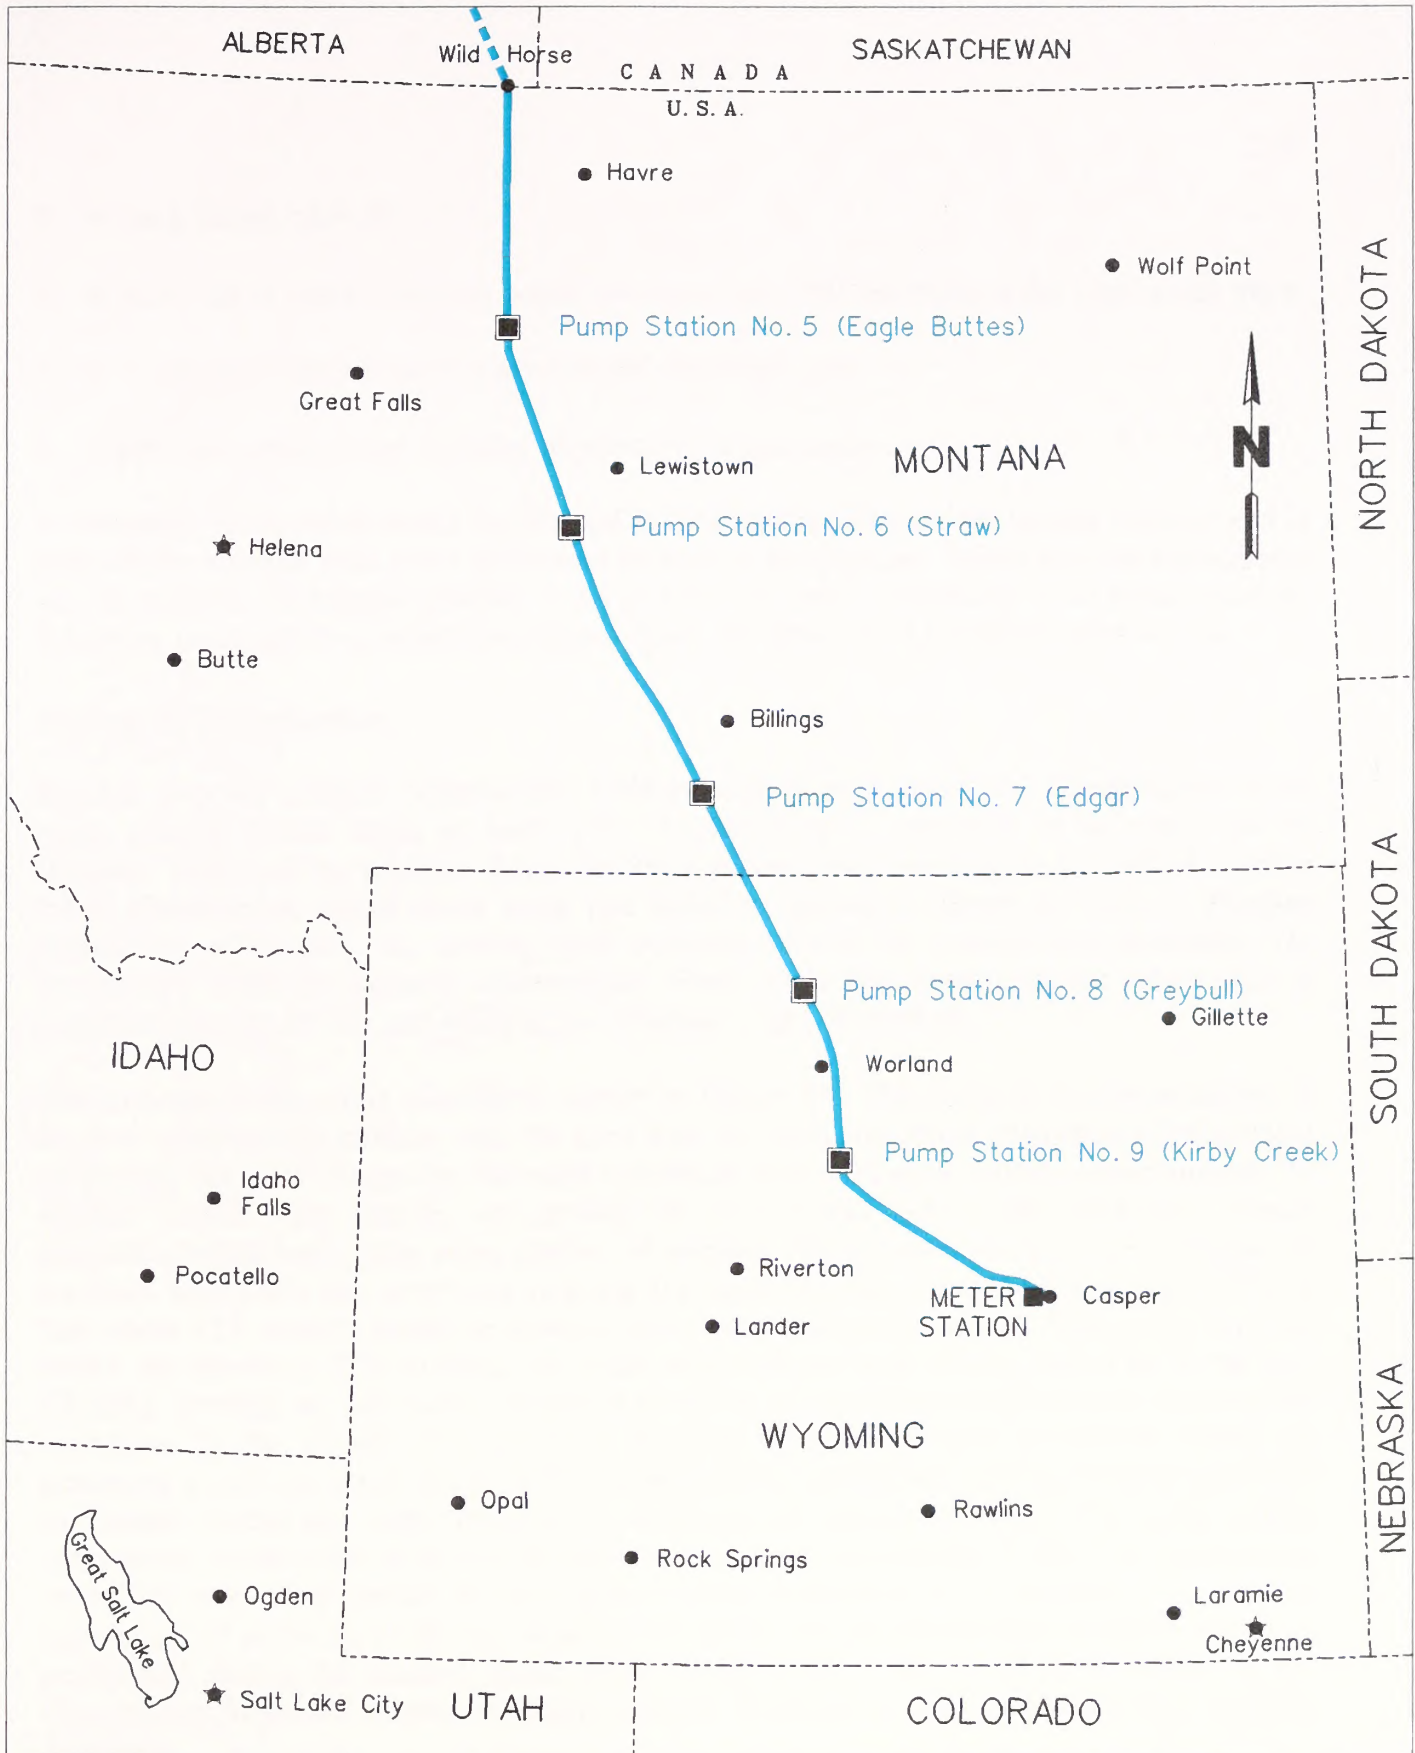 ALBERTA
Wild Horse
SASKATCHEWAN
CANADA
U.S.A.
Havre
Wolf Point
NORTH DAKOTA
Pump Station No. 5 (Eagle Buttes)
Great Falls
N
MONTANA
Lewistown
Pump Station No. 6 (Straw)
Helena
Butte
Billings
Pump Station No. 7 (Edgar)
SOUTH DAKOTA
Pump Station No. 8 (Greybull)
Gillette
IDAHO
Worland
Pump Station No. 9 (Kirby Creek)
Idaho
Falls
Pocatello
Riverton
METER
STATION
Casper
Lander
WYOMING
NEBRASKA
Opal
Rawlins
Rock Springs
Great Salt Lake
Ogden
Laramie
Cheyenne
Salt Lake City
UTAH
COLORADO